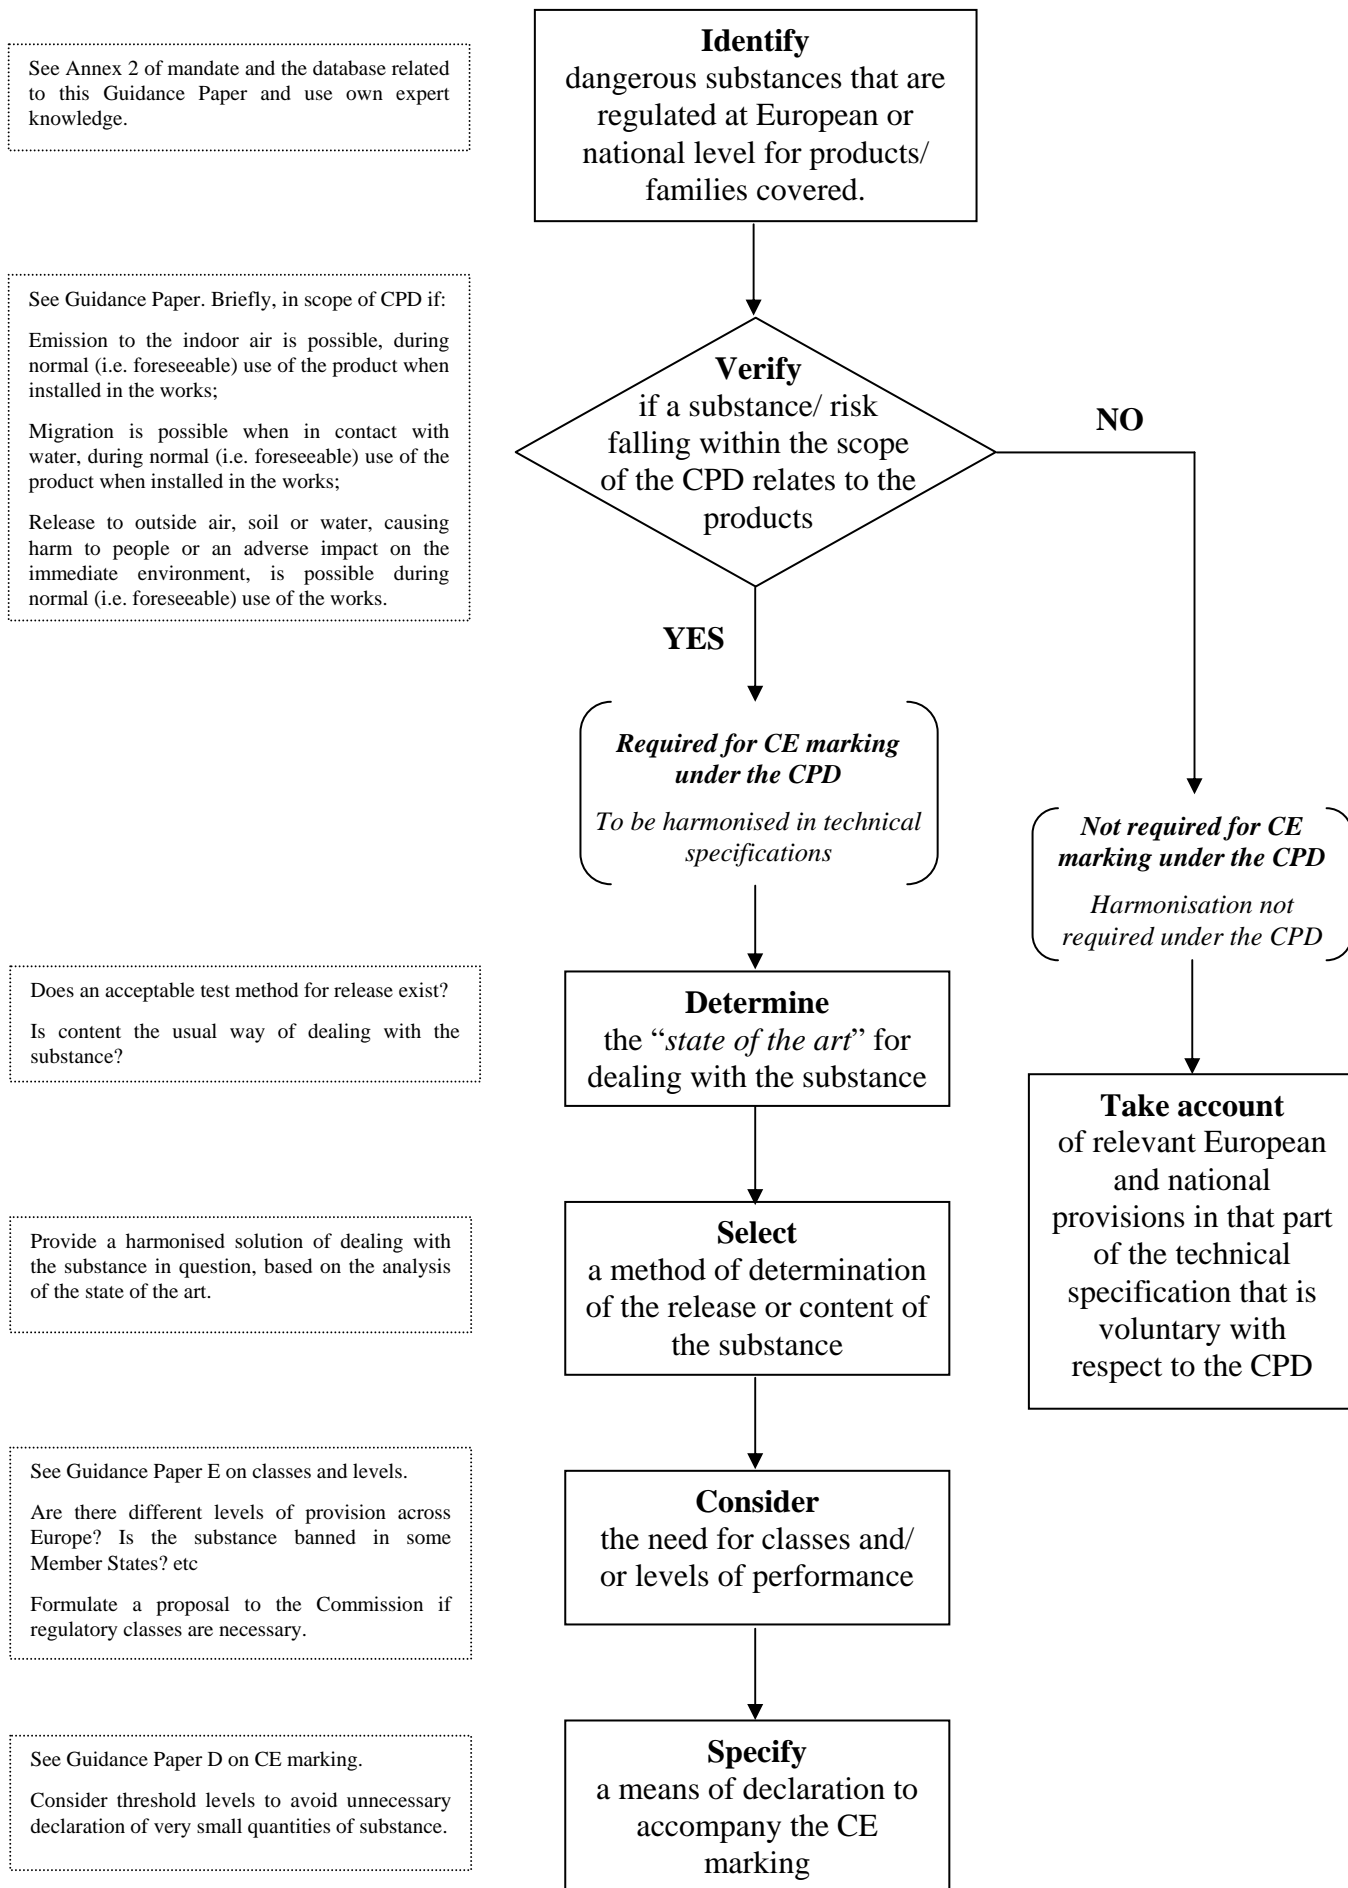 See Annex 2 of mandate and the database related
to this Guidance Paper and use own expert
knowledge.
Identify
dangerous substances that are
regulated at European or
national level for products/
families covered.
See Guidance Paper. Briefly, in scope of CPD if:
Emission to the indoor air is possible, during
normal (i.e. foreseeable) use of the product when
installed in the works;
Migration is possible when in contact with
water, during normal (i.e. foreseeable) use of the
product when installed in the works;
Release to outside air, soil or water, causing
harm to people or an adverse impact on the
immediate environment, is possible during
normal (i.e. foreseeable) use of the works.
Verify
if a substance/ risk
falling within the scope
of the CPD relates to the
products
NO
YES
Required for CE marking
under the CPD
To be harmonised in technical
specifications
Not required for CE
marking under the CPD
Harmonisation not
required under the CPD
Does an acceptable test method for release exist?
Is content the usual way of dealing with the
substance?
Determine
the “state of the art” for
dealing with the substance
Take account
of relevant European
and national
provisions in that part
of the technical
specification that is
voluntary with
respect to the CPD
Provide a harmonised solution of dealing with
the substance in question, based on the analysis
of the state of the art.
Select
a method of determination
of the release or content of
the substance
See Guidance Paper E on classes and levels.
Are there different levels of provision across
Europe? Is the substance banned in some
Member States? etc
Formulate a proposal to the Commission if
regulatory classes are necessary.
Consider
the need for classes and/
or levels of performance
See Guidance Paper D on CE marking.
Consider threshold levels to avoid unnecessary
declaration of very small quantities of substance.
Specify
a means of declaration to
accompany the CE
marking